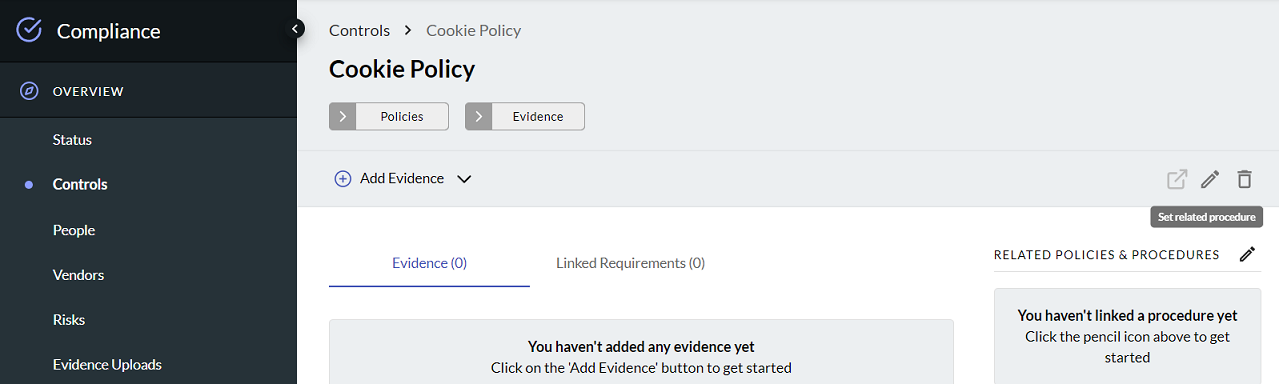 Compliance
OVERVIEW
Status
Controls
People
Vendors
Risks
Evidence Uploads
Controls > Cookie Policy
Cookie Policy
Policies
Evidence
Add Evidence
Set related procedure
Evidence (0)
Linked Requirements (0)
You haven't added any evidence yet
Click on the 'Add Evidence' button to get started
RELATED POLICIES & PROCEDURES
You haven't linked a procedure yet
Click the pencil icon above to get
started